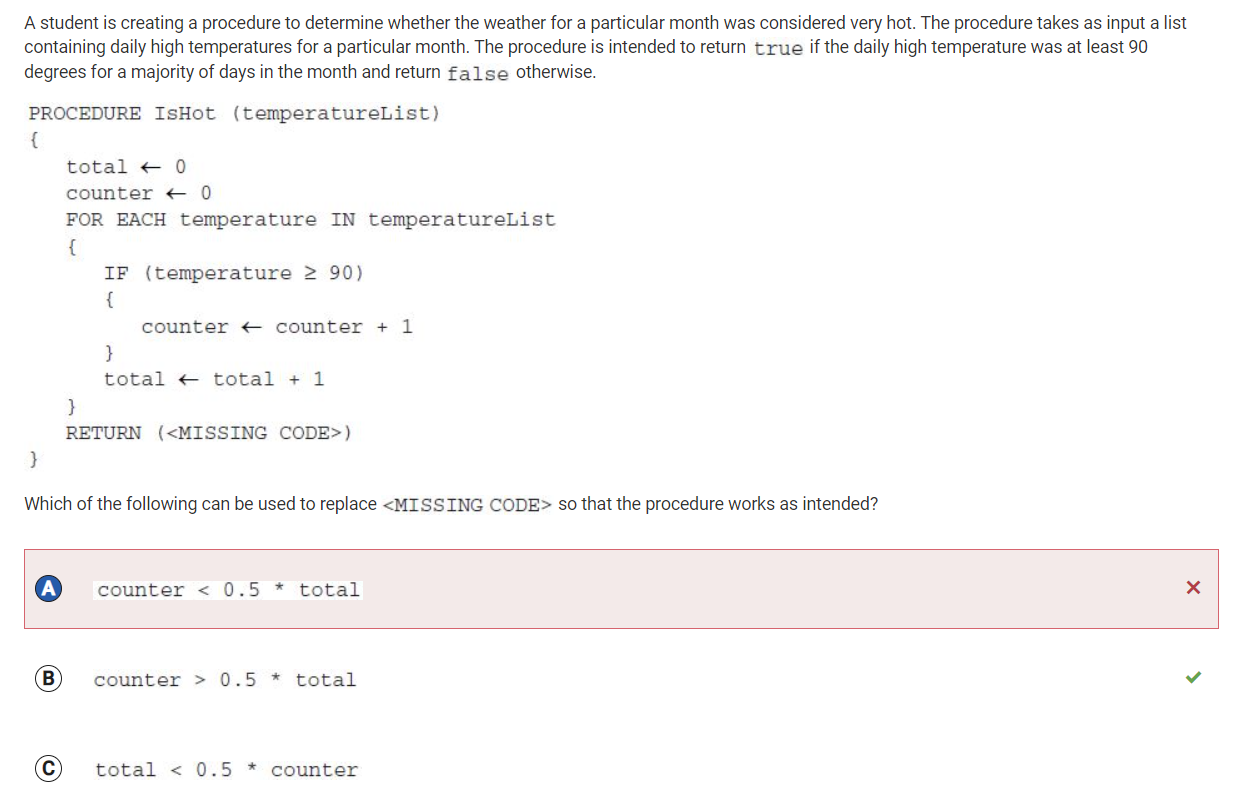 A student is creating a procedure to determine whether the weather for a particular month was considered very hot. The procedure takes as input a list
containing daily high temperatures for a particular month. The procedure is intended to return true if the daily high temperature was at least 90
degrees for a majority of days in the month and return false otherwise.
PROCEDURE IsHot (temperatureList)
{
total ← 0
counter ← 0
FOR EACH temperature IN temperatureList
{
IF (temperature ≥ 90)
{
counter ← counter + 1
}
total ← total + 1
}
RETURN (<MISSING CODE>)
}
Which of the following can be used to replace <MISSING CODE> so that the procedure works as intended?
A counter < 0.5 * total
B counter > 0.5 * total
C total < 0.5 * counter